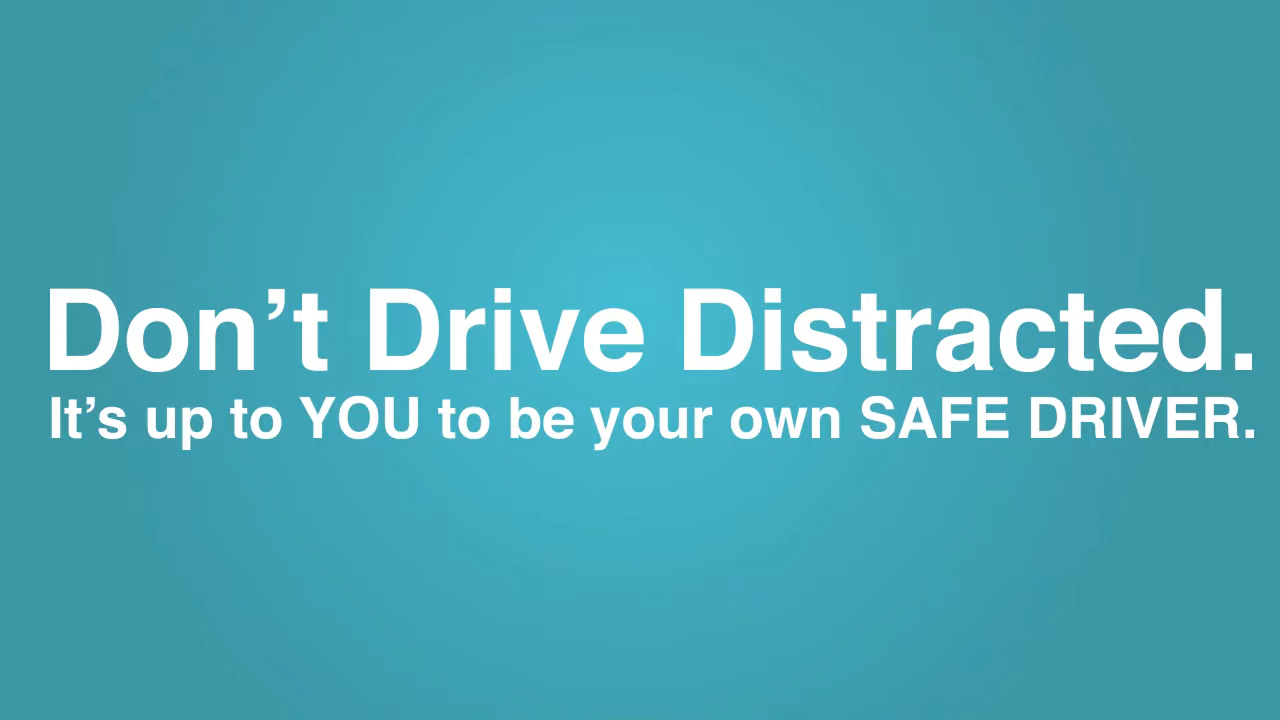 Don’t Drive Distracted.
It’s up to YOU to be your own SAFE DRIVER.